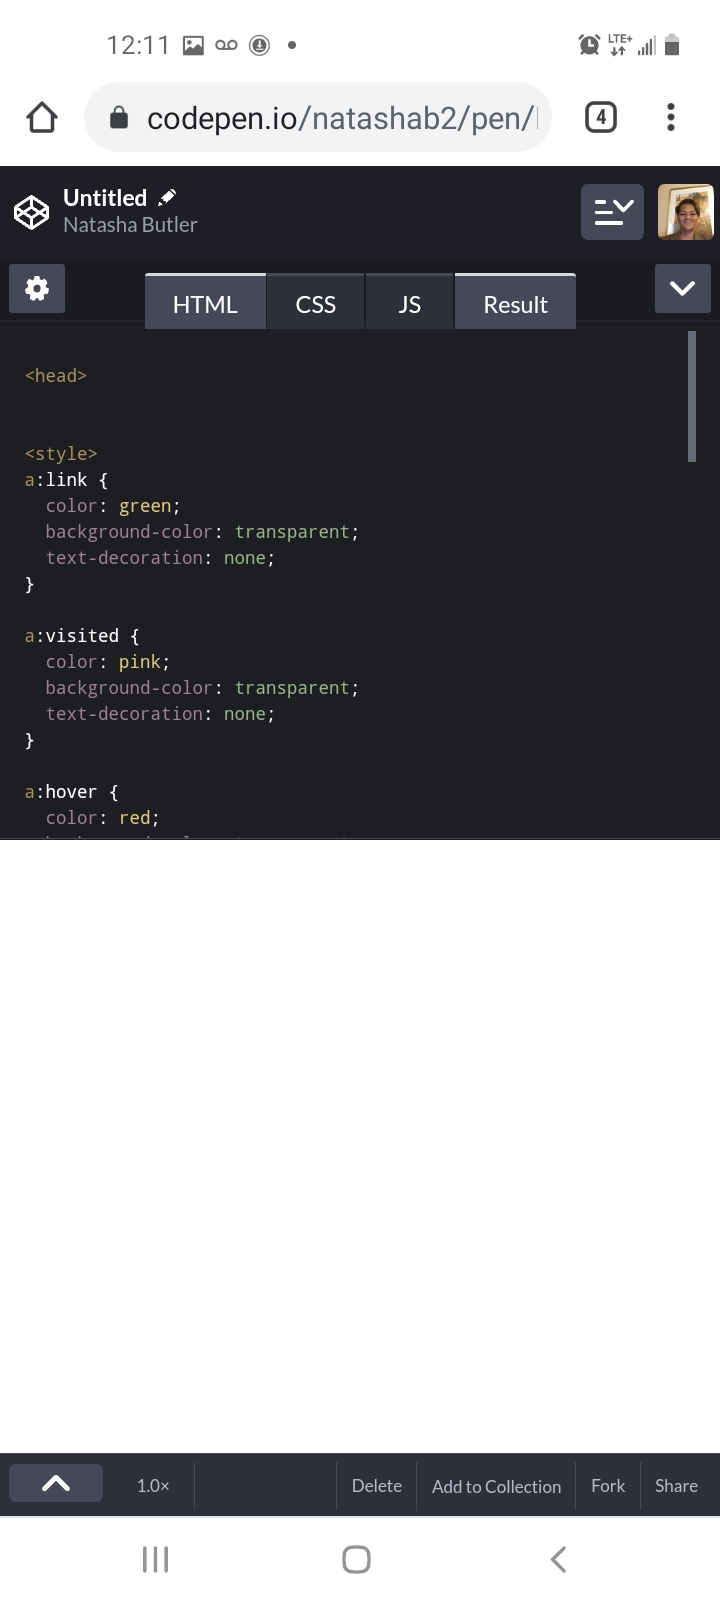 12:11
LTE+
codepen.io/natashab2/pen/
4
Untitled
Natasha Butler
HTML CSS JS Result
<head>
<style>
a:link {
  color: green;
  background-color: transparent;
  text-decoration: none;
}
a:visited {
  color: pink;
  background-color: transparent;
  text-decoration: none;
}
a:hover {
  color: red;
1.0× Delete Add to Collection Fork Share